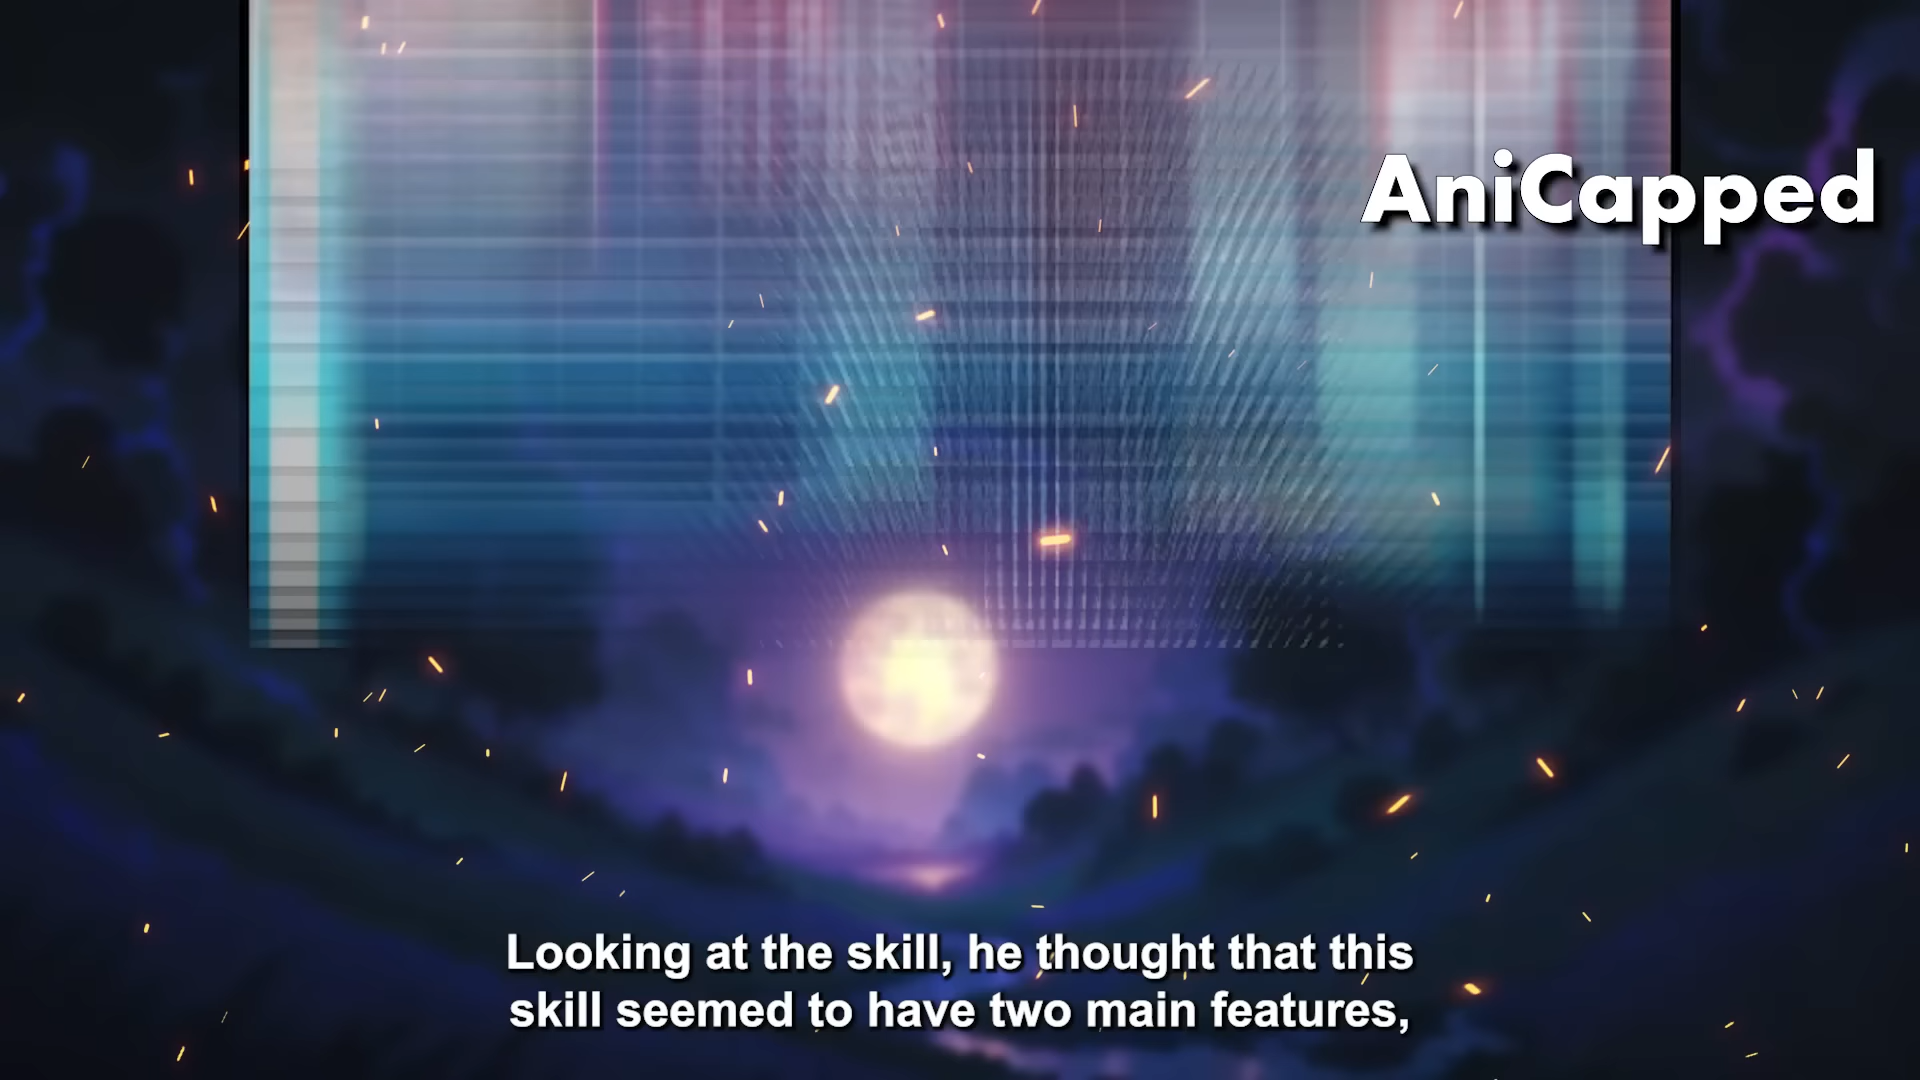 AniCapped
Looking at the skill, he thought that this
skill seemed to have two main features,